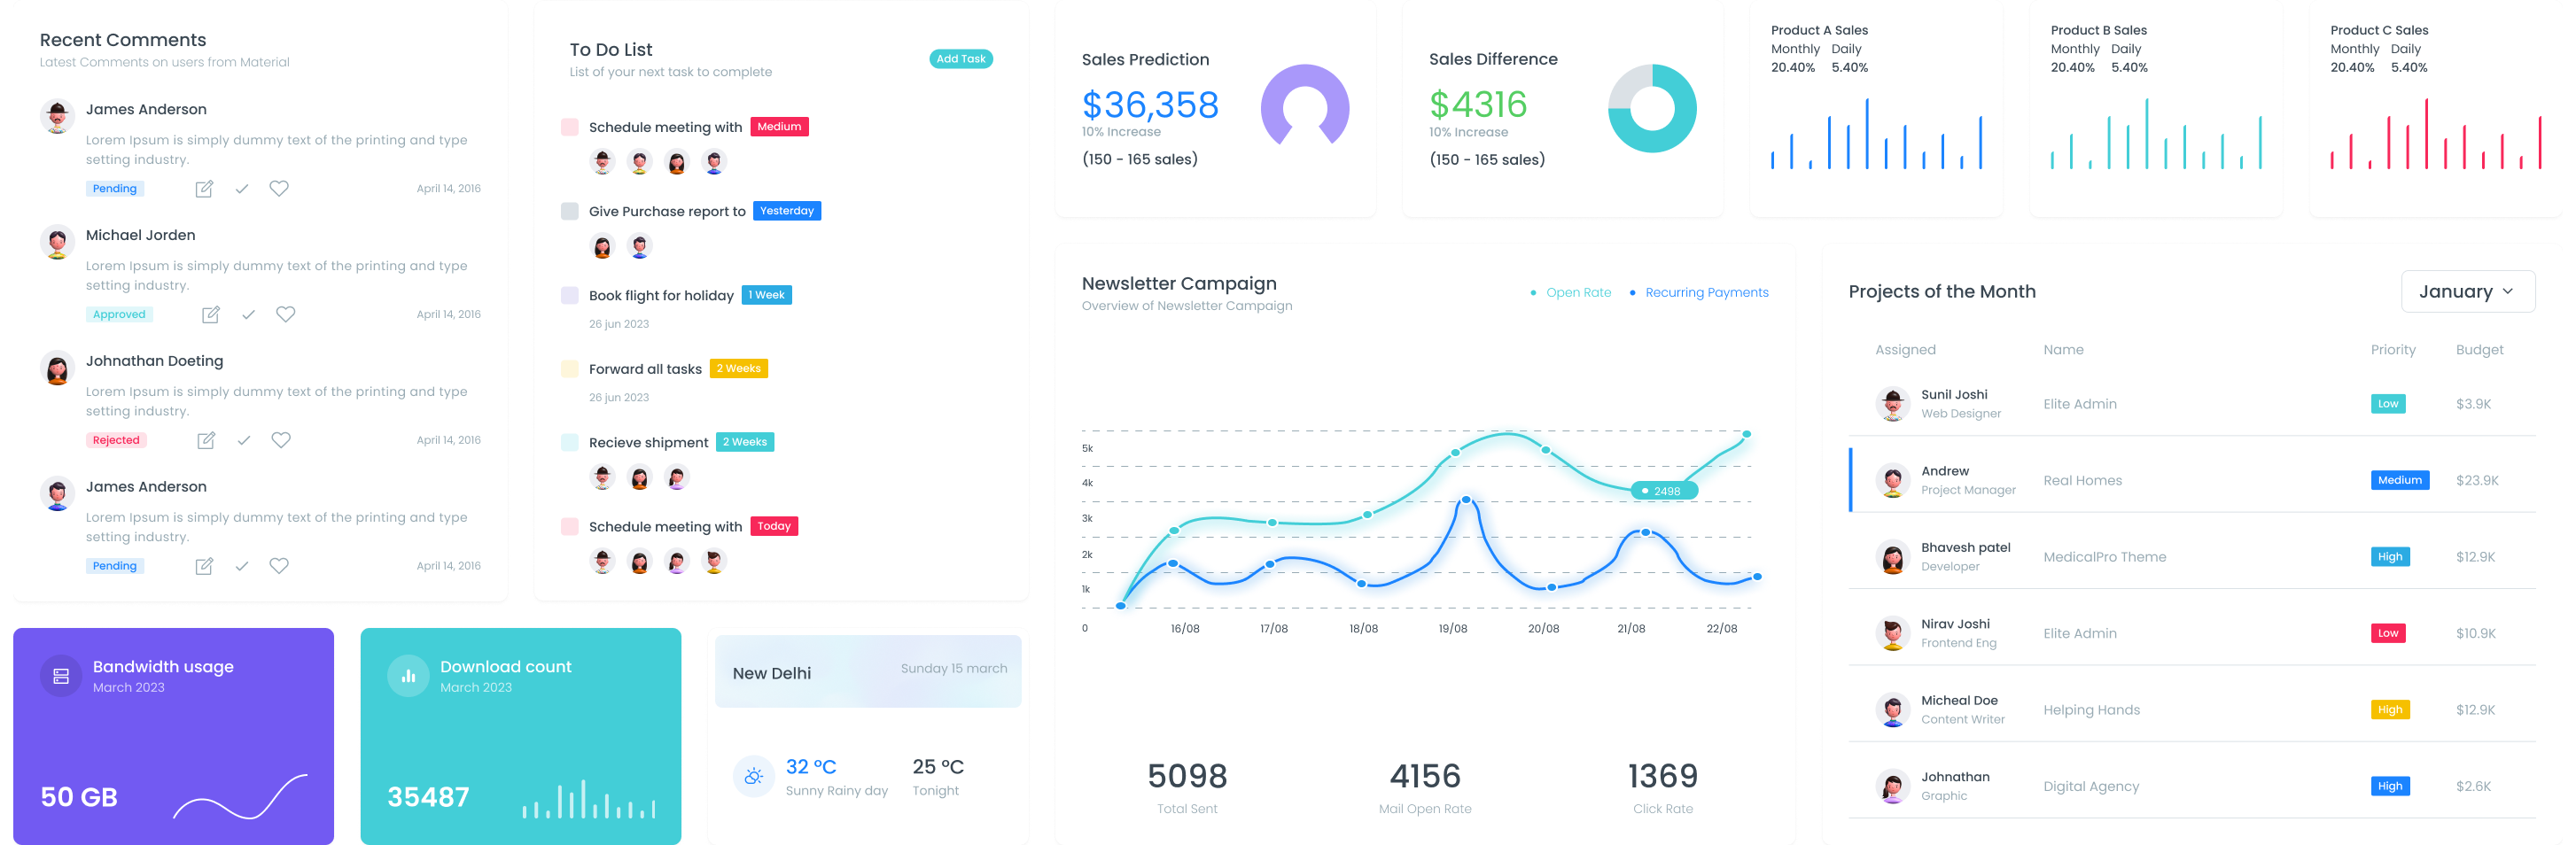 Recent Comments
Latest Comments on users from Material
James Anderson
Lorem Ipsum is simply dummy text of the printing and type
setting industry.
Pending
April 14, 2016
Michael Jorden
Lorem Ipsum is simply dummy text of the printing and type
setting industry.
Approved
April 14, 2016
Johnathan Doeting
Lorem Ipsum is simply dummy text of the printing and type
setting industry.
Rejected
April 14, 2016
James Anderson
Lorem Ipsum is simply dummy text of the printing and type
setting industry.
Pending
April 14, 2016
To Do List
List of your next task to complete
Add Task
Schedule meeting with Medium
Give Purchase report to Yesterday
Book flight for holiday 1 Week
26 jun 2023
Forward all tasks 2 Weeks
26 jun 2023
Recieve shipment 2 Weeks
Schedule meeting with Today
Bandwidth usage
March 2023
50 GB
Download count
March 2023
35487
New Delhi
Sunday 15 march
32 °C
Sunny Rainy day
25 °C
Tonight
Sales Prediction
$36,358
10% Increase
(150 - 165 sales)
Sales Difference
$4316
10% Increase
(150 - 165 sales)
Product A Sales
Monthly Daily
20.40% 5.40%
Product B Sales
Monthly Daily
20.40% 5.40%
Product C Sales
Monthly Daily
20.40% 5.40%
Newsletter Campaign
Overview of Newsletter Campaign
Open Rate
Recurring Payments
5k
4k
3k
2k
1k
0
2498
16/08 17/08 18/08 19/08 20/08 21/08 22/08
5098
Total Sent
4156
Mail Open Rate
1369
Click Rate
Projects of the Month
January
Assigned Name Priority Budget
Sunil Joshi
Web Designer
Elite Admin Low $3.9K
Andrew
Project Manager
Real Homes Medium $23.9K
Bhavesh patel
Developer
MedicalPro Theme High $12.9K
Nirav Joshi
Frontend Eng
Elite Admin Low $10.9K
Micheal Doe
Content Writer
Helping Hands High $12.9K
Johnathan
Graphic
Digital Agency High $2.6K